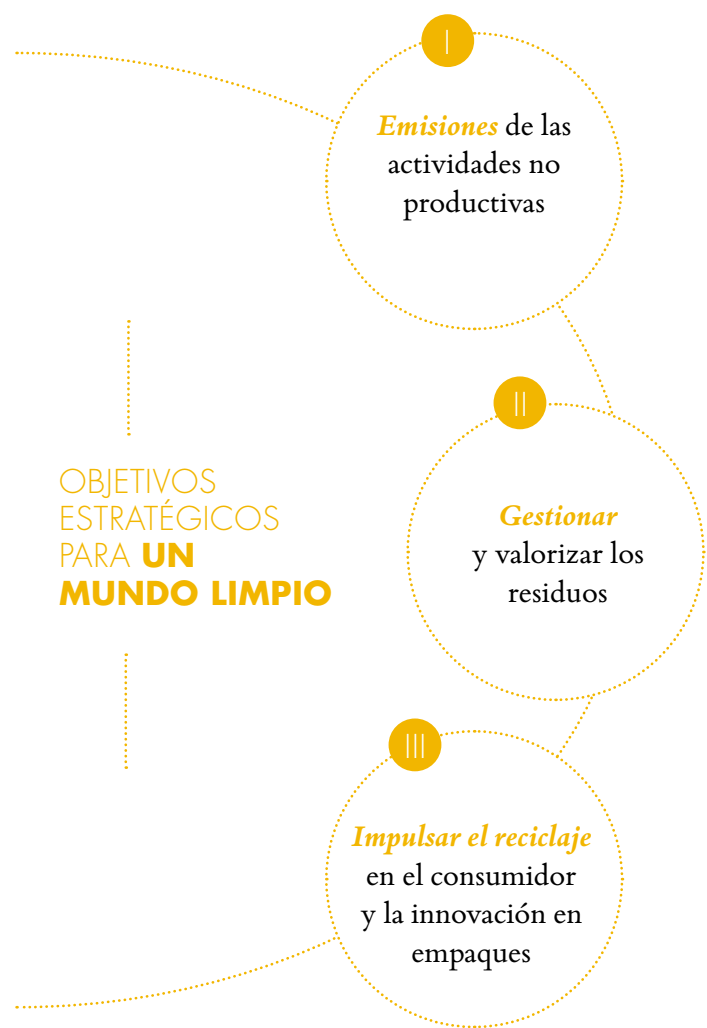 I
Emisiones de las
actividades no
productivas
II
OBJETIVOS
ESTRATÉGICOS
PARA UN
MUNDO LIMPIO
Gestionar
y valorizar los
residuos
III
Impulsar el reciclaje
en el consumidor
y la innovación en
empaques